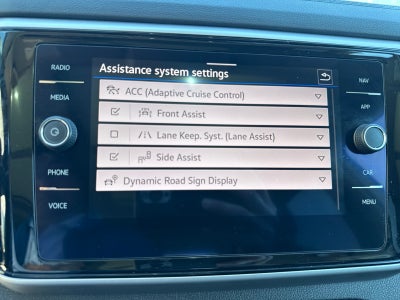 Assistance system settings
RADIO
NAV
MEDIA
APP
PHONE
CAR
VOICE
MENU
ACC (Adaptive Cruise Control)
Front Assist
Lane Keep. Syst. (Lane Assist)
Side Assist
Dynamic Road Sign Display